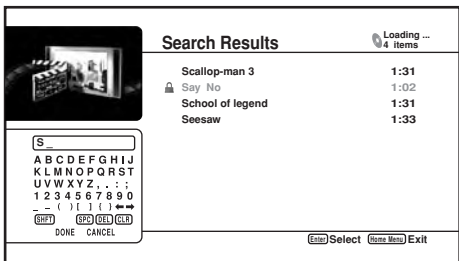 Search Results
Loading ...
4 items
Scallop-man 3 1:31
Say No 1:02
School of legend 1:31
Seesaw 1:33
S_
A B C D E F G H I J
K L M N O P Q R S T
U V W X Y Z , . : ;
1 2 3 4 5 6 7 8 9 0
_ – ( ) [ ] { } ← →
SHFT SPC DEL CLR
DONE CANCEL
Enter Select Home Menu Exit